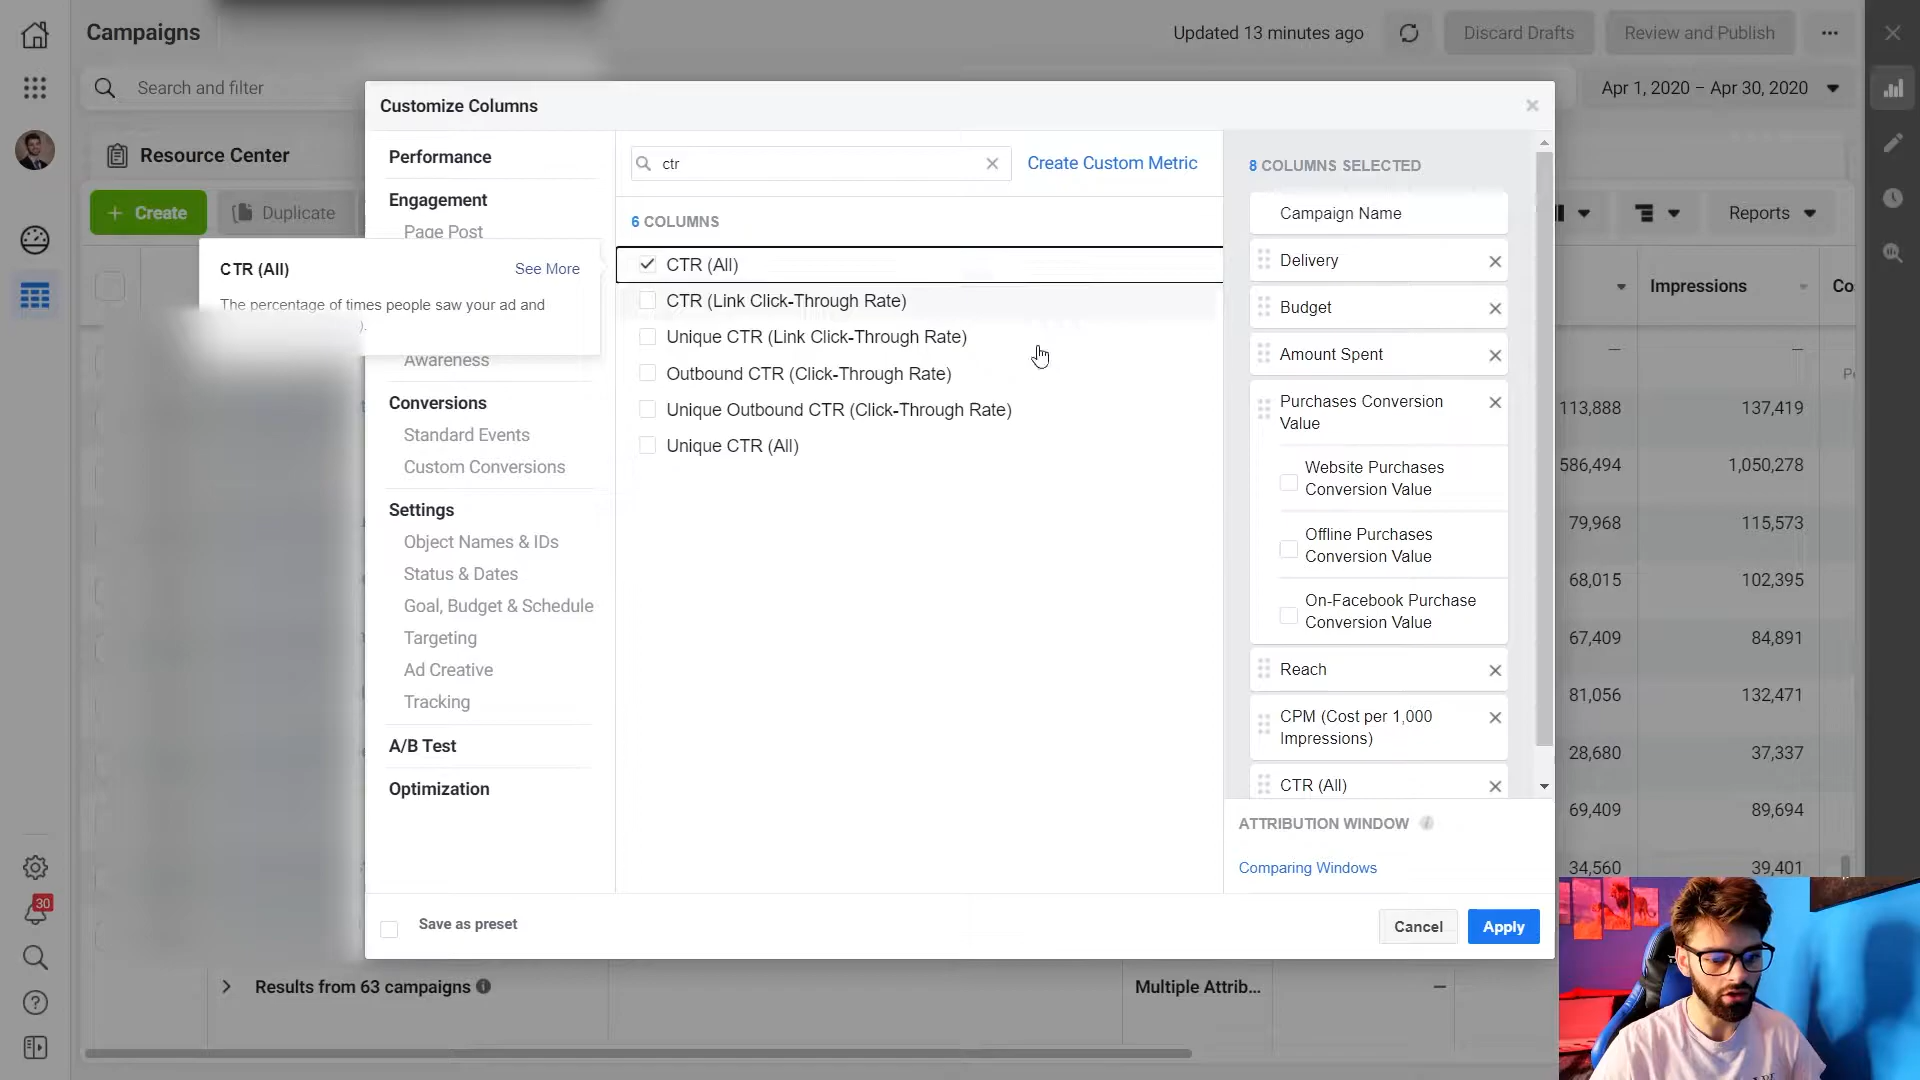 Campaigns
Updated 13 minutes ago
Discard Drafts
Review and Publish
Search and filter
Apr 1, 2020 – Apr 30, 2020
Customize Columns
Resource Center
Create
Duplicate
Reports
Performance
Engagement
Page Post
Awareness
Conversions
Standard Events
Custom Conversions
Settings
Object Names & IDs
Status & Dates
Goal, Budget & Schedule
Targeting
Ad Creative
Tracking
A/B Test
Optimization
CTR (All)
See More
The percentage of times people saw your ad and
).
ctr
Create Custom Metric
6 COLUMNS
CTR (All)
CTR (Link Click-Through Rate)
Unique CTR (Link Click-Through Rate)
Outbound CTR (Click-Through Rate)
Unique Outbound CTR (Click-Through Rate)
Unique CTR (All)
8 COLUMNS SELECTED
Campaign Name
Delivery
Budget
Amount Spent
Purchases Conversion
Value
Website Purchases
Conversion Value
Offline Purchases
Conversion Value
On-Facebook Purchase
Conversion Value
Reach
CPM (Cost per 1,000
Impressions)
CTR (All)
ATTRIBUTION WINDOW
Comparing Windows
Save as preset
Cancel
Apply
Impressions
Co
— —
Pe
113,888 137,419
586,494 1,050,278
79,968 115,573
68,015 102,395
67,409 84,891
81,056 132,471
28,680 37,337
69,409 89,694
34,560 39,401
30
Results from 63 campaigns
Multiple Attrib...
—